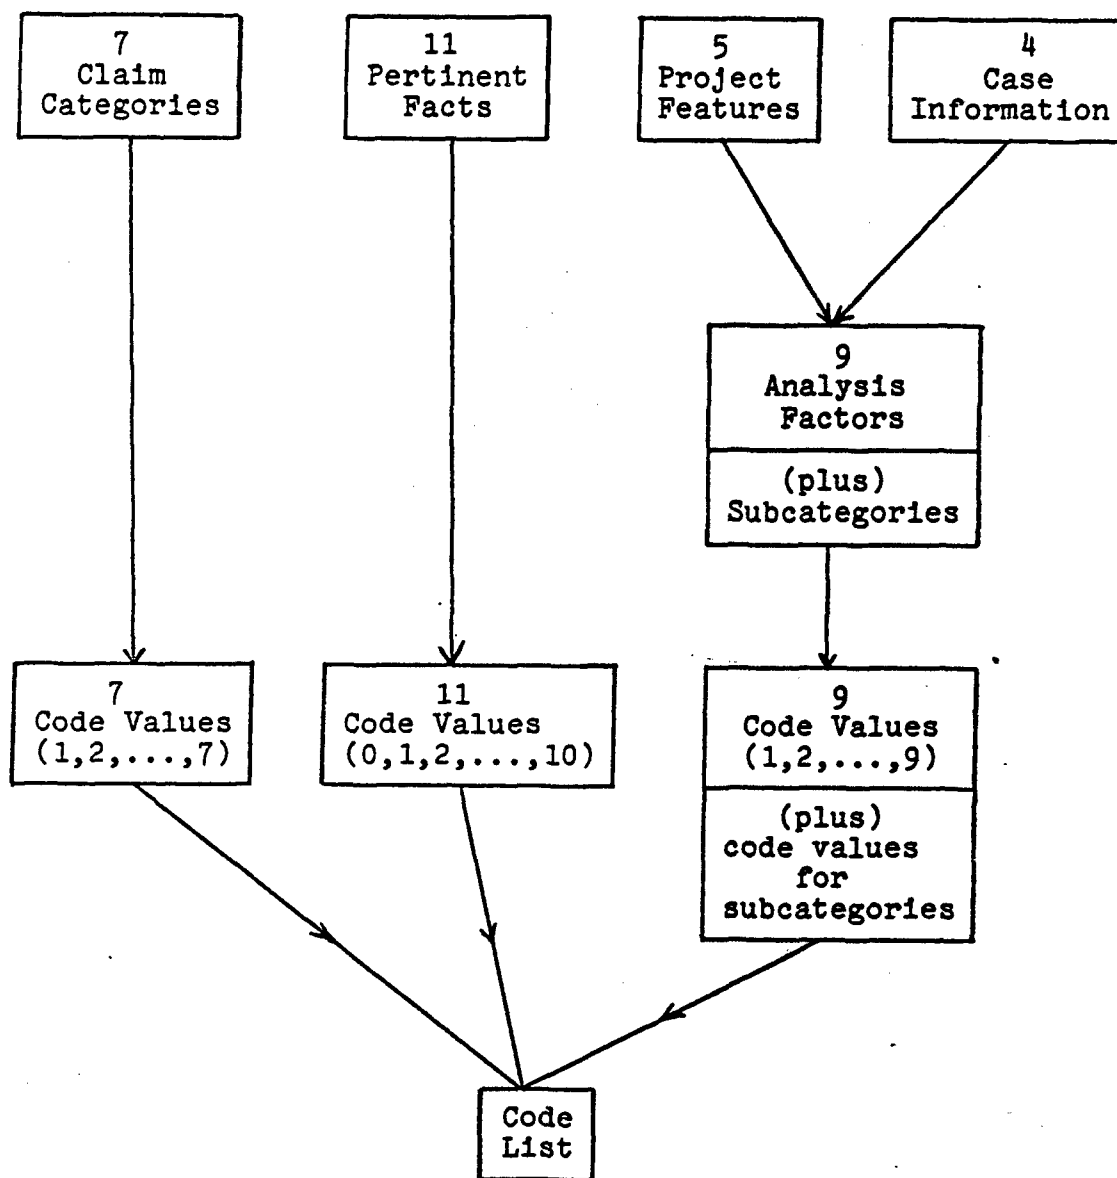 7
Claim
Categories
11
Pertinent
Facts
5
Project
Features
4
Case
Information
9
Analysis
Factors
(plus)
Subcategories
7
Code Values
(1,2,...,7)
11
Code Values
(0,1,2,...,10)
9
Code Values
(1,2,...,9)
(plus)
code values
for
subcategories
Code
List